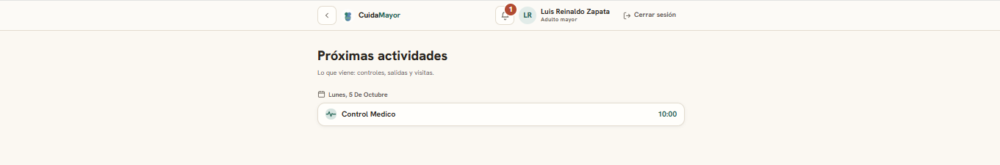 CuidaMayor
1
LR
Luis Reinaldo Zapata
Adulto mayor
Cerrar sesión
Próximas actividades
Lo que viene: controles, salidas y visitas.
Lunes, 5 De Octubre
Control Medico 10:00